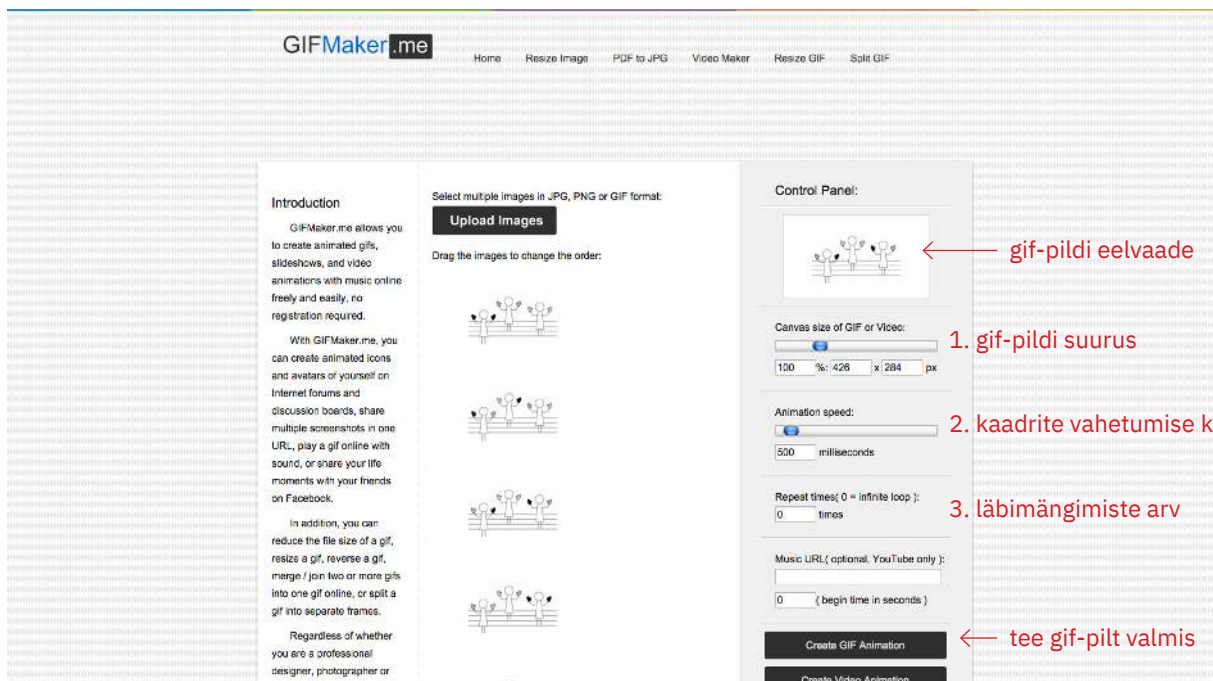 GIFMaker.me
Home Resize Image PDF to JPG Video Maker Resize GIF Split GIF
Introduction
GIFMaker.me allows you
to create animated gifs,
slideshows, and video
animations with music online
freely and easily, no
registration required.
With GIFMaker.me, you
can create animated icons
and avatars of yourself on
Internet forums and
discussion boards, share
multiple screenshots in one
URL, play a gif online with
sound, or share your life
moments with your friends
on Facebook.
In addition, you can
reduce the file size of a gif,
resize a gif, reverse a gif,
merge / join two or more gifs
into one gif online, or split a
gif into separate frames.
Regardless of whether
you are a professional
designer, photographer or
Select multiple images in JPG, PNG or GIF format:
Upload Images
Drag the images to change the order:
Control Panel:
gif-pildi eelvaade
Canvas size of GIF or Video:
1. gif-pildi suurus
100 %: 426 x 284 px
Animation speed:
2. kaadrite vahetumise k
500 milliseconds
Repeat times( 0 = infinite loop ):
3. läbimängimiste arv
0 times
Music URL( optional, YouTube only ):
0 ( begin time in seconds )
Create GIF Animation
tee gif-pilt valmis
Create Video Animation